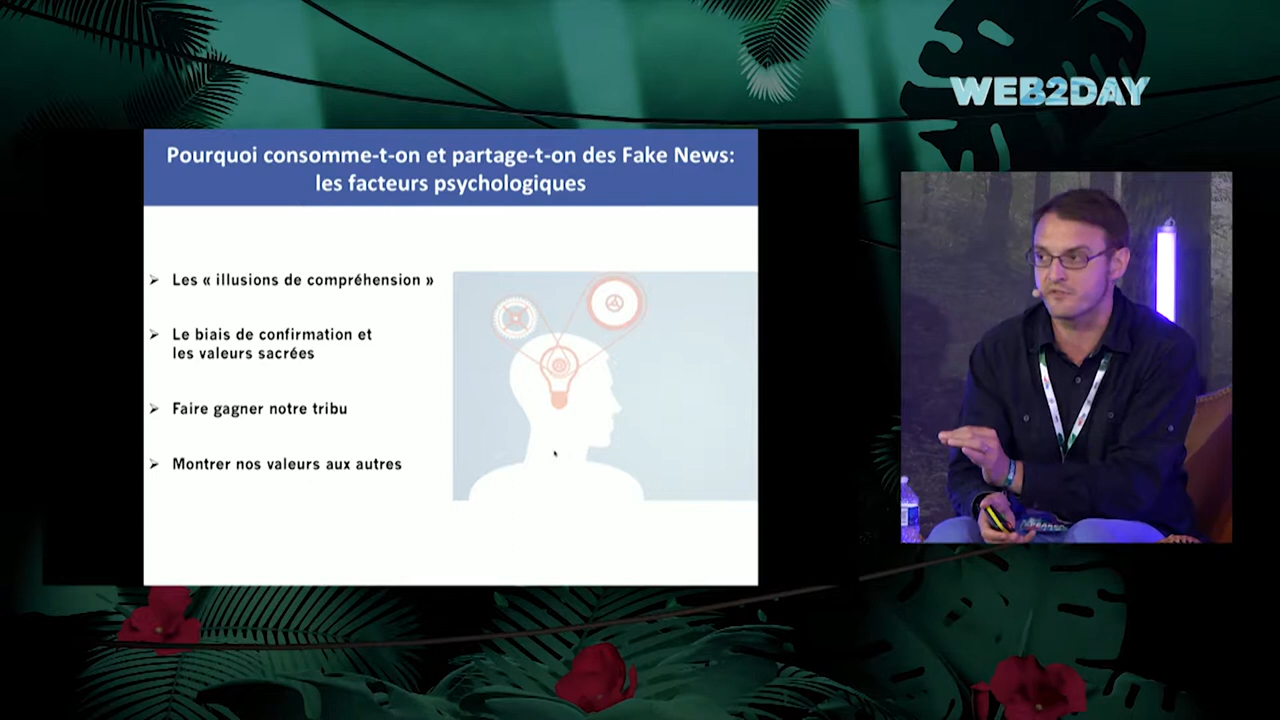 WEB2DAY
Pourquoi consomme-t-on et partage-t-on des Fake News:
les facteurs psychologiques
Les « illusions de compréhension »
Le biais de confirmation et
les valeurs sacrées
Faire gagner notre tribu
Montrer nos valeurs aux autres